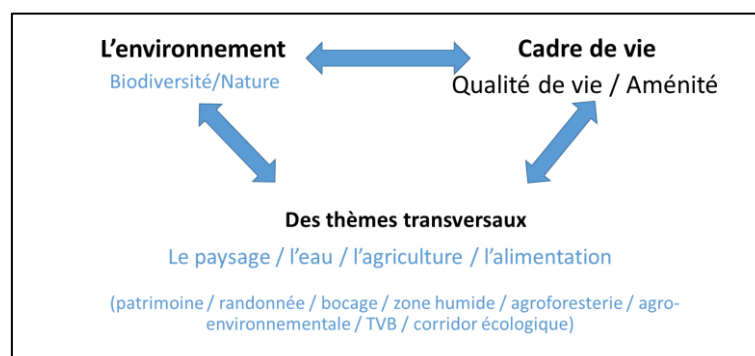 L'environnement
Biodiversité/Nature
Cadre de vie
Qualité de vie / Aménité
Des thèmes transversaux
Le paysage / l'eau / l'agriculture / l'alimentation
(patrimoine / randonnée / bocage / zone humide / agroforesterie / agro-
environnementale / TVB / corridor écologique)